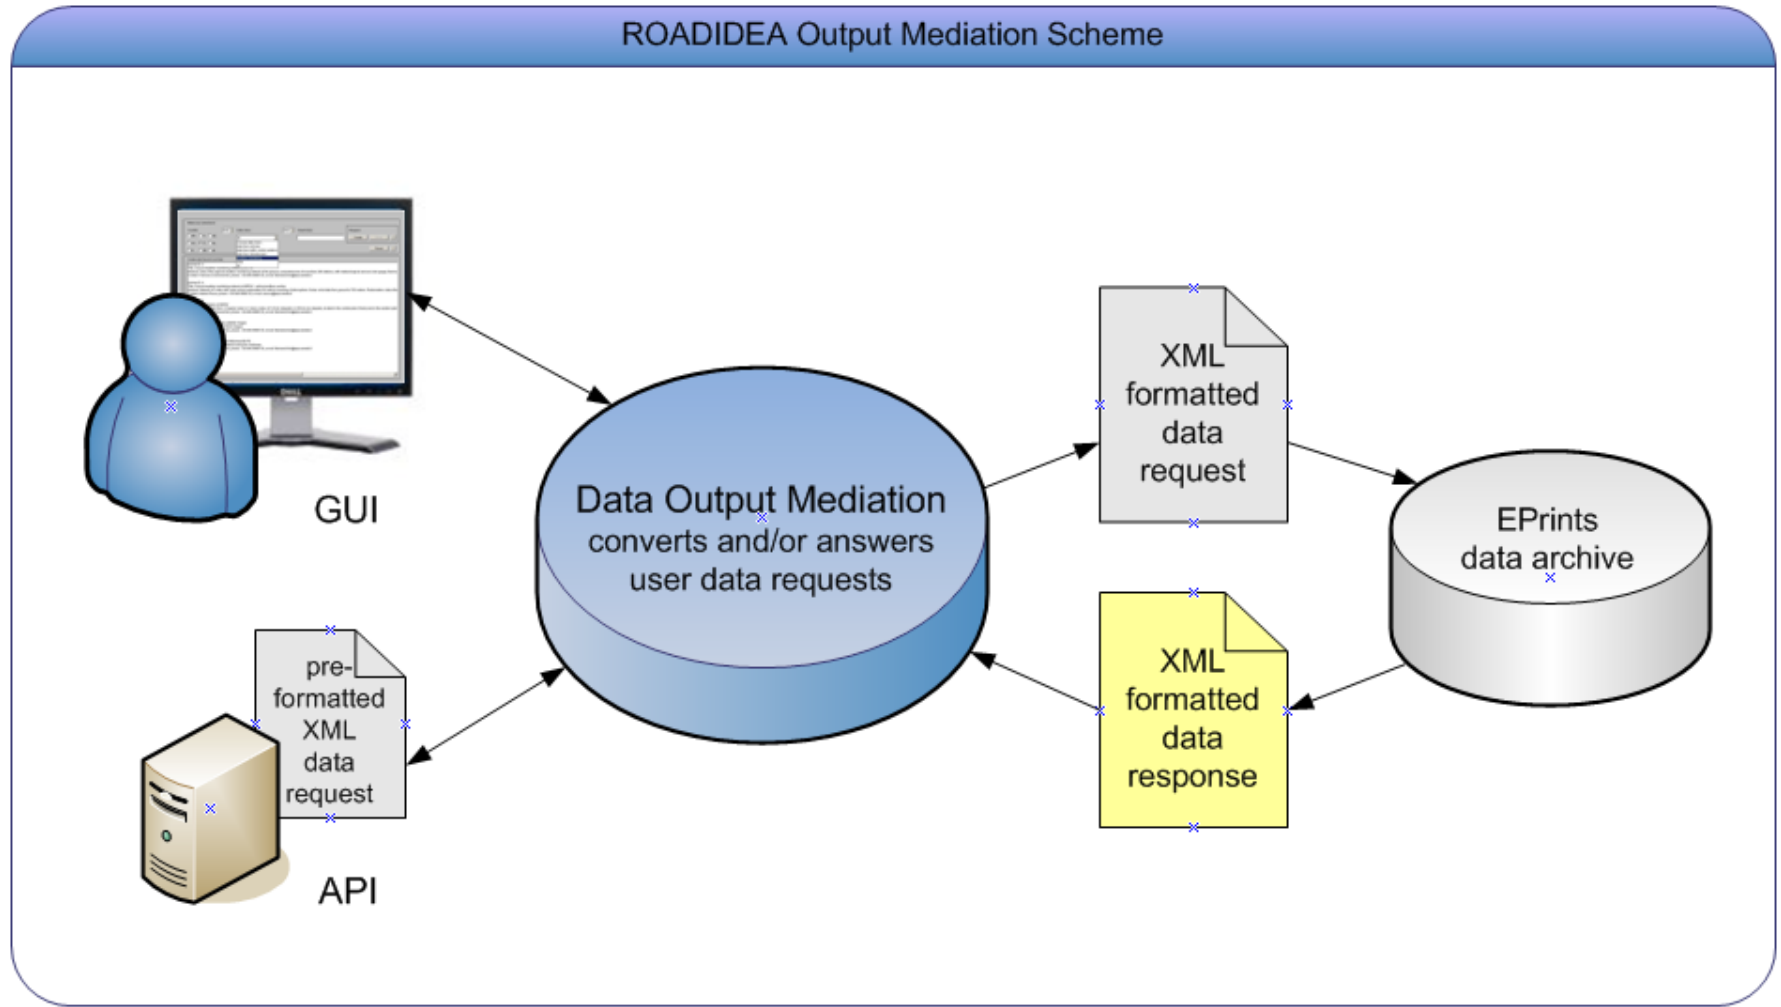 ROADIDEA Output Mediation Scheme
DELL
GUI
XML
formatted
data
request
Data Output Mediation
converts and/or answers
user data requests
EPrints
data archive
pre-
formatted
XML
data
request
API
XML
formatted
data
response